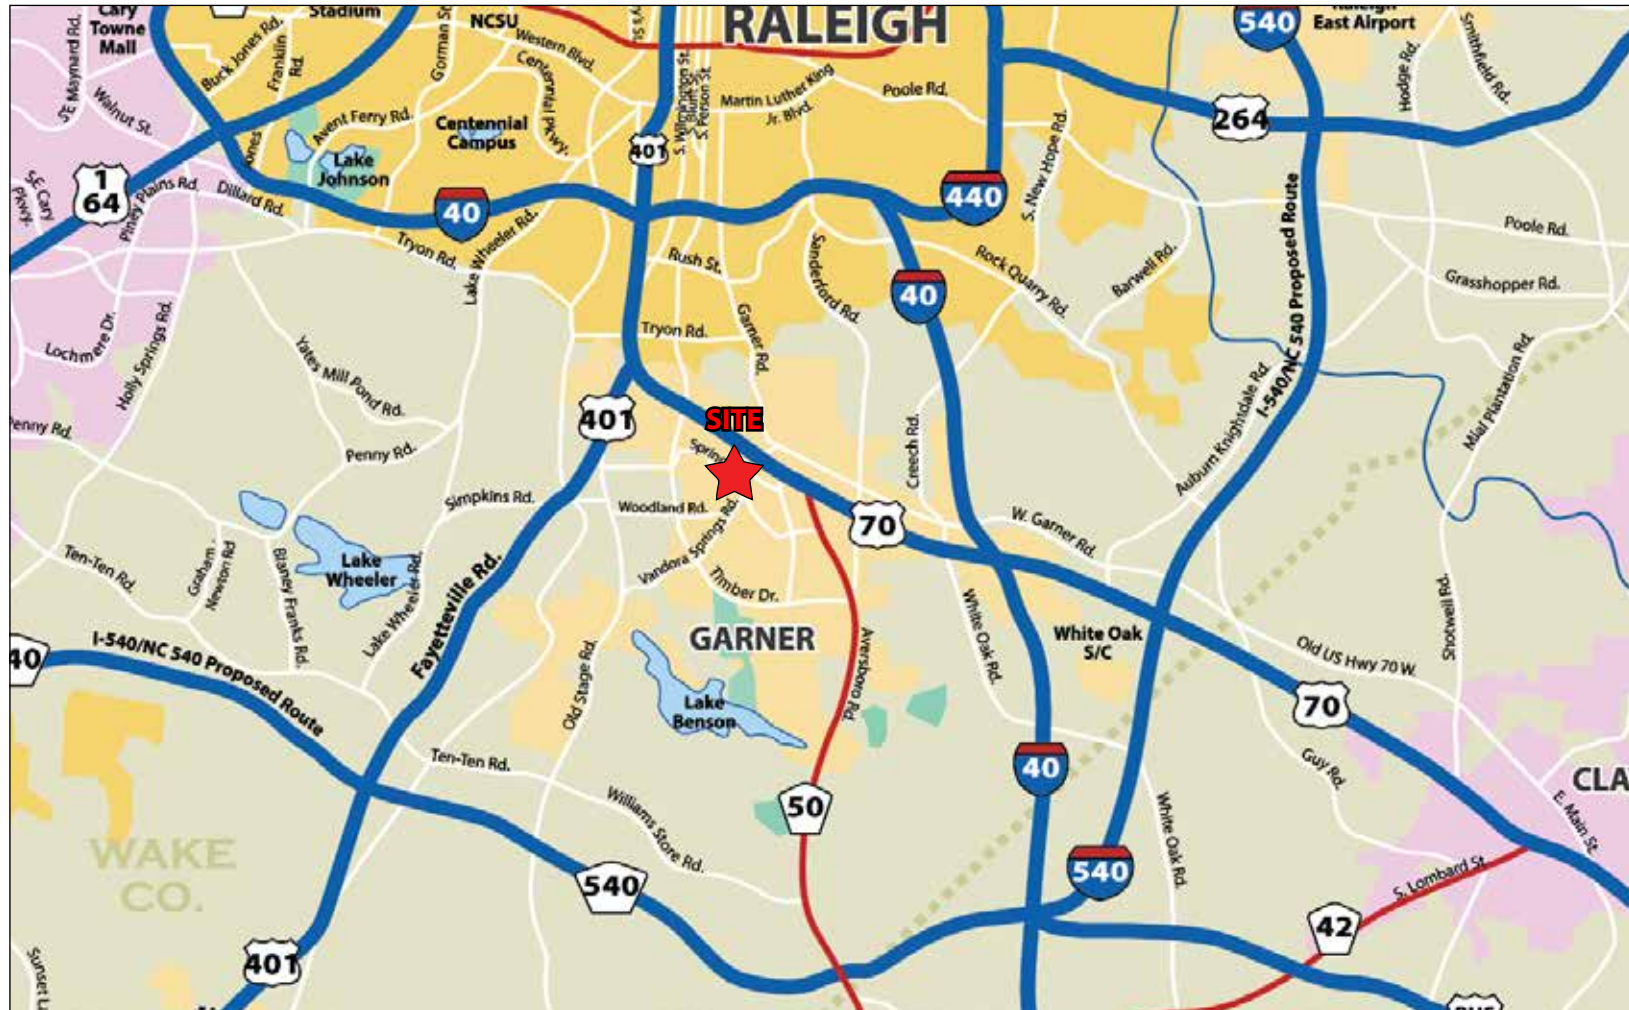 Cary
Towne
Mall
Stadium
NCSU
RALEIGH
540
East Airport
SE Maynard Rd.
Buck Jones Rd.
Franklin
Rd.
Gorman St.
Western Blvd.
Centennial Pkwy.
S. Wilmington St.
S. Blunt St.
S. Person St.
Martin Luther King
Jr. Blvd.
Poole Rd.
Hodge Rd.
Smithfield Rd.
264
Walnut St.
Avent Ferry Rd.
Centennial
Campus
401
Lake
Johnson
SE Cary
Pkwy.
1
64
Piney Plains Rd.
Dillard Rd.
40
440
S. New Hope Rd.
I-540/NC 540 Proposed Route
Poole Rd.
Tryon Rd.
Lake Wheeler Rd.
Rush St.
Sanderford Rd.
40
Rock Quarry Rd.
Barwell Rd.
Grasshopper Rd.
Lochmere Dr.
Holly Springs Rd.
Tryon Rd.
Garner Rd.
Yates Mill Pond Rd.
Mial Plantation Rd.
Auburn Knightdale Rd.
401
SITE
Creech Rd.
Penny Rd.
Simpkins Rd.
Woodland Rd.
70
W. Garner Rd.
Ten-Ten Rd.
Graham -
Newton Rd
Blaney Franks Rd.
Lake
Wheeler
Lake Wheeler Rd.
Fayetteville Rd.
Vandora Springs Rd.
Timber Dr.
White Oak Rd.
White Oak
S/C
Shotwell Rd.
Old US Hwy 70 W.
40
I-540/NC 540 Proposed Route
GARNER
Old Stage Rd.
Lake
Benson
Aversboro Rd.
70
Ten-Ten Rd.
40
Guy Rd.
CLA
50
Williams Store Rd.
White Oak Rd.
E. Main St.
WAKE
CO.
540
540
S. Lombard St.
42
401